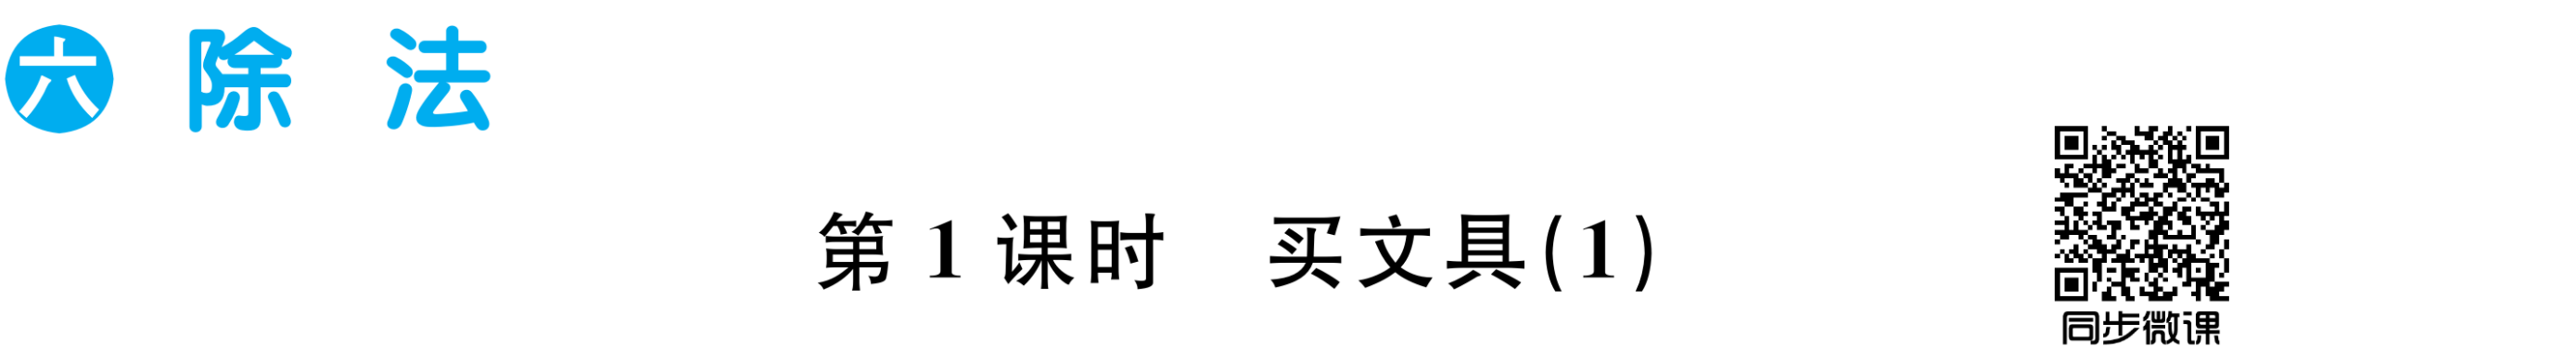 六 除 法
第 1 课时 买文具(1)
同步微课